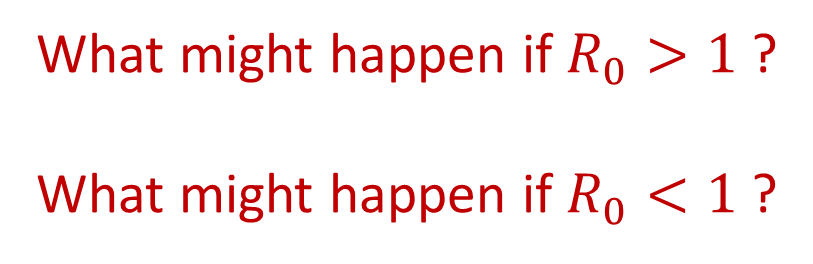 What might happen if R₀ > 1 ?
What might happen if R₀ < 1 ?